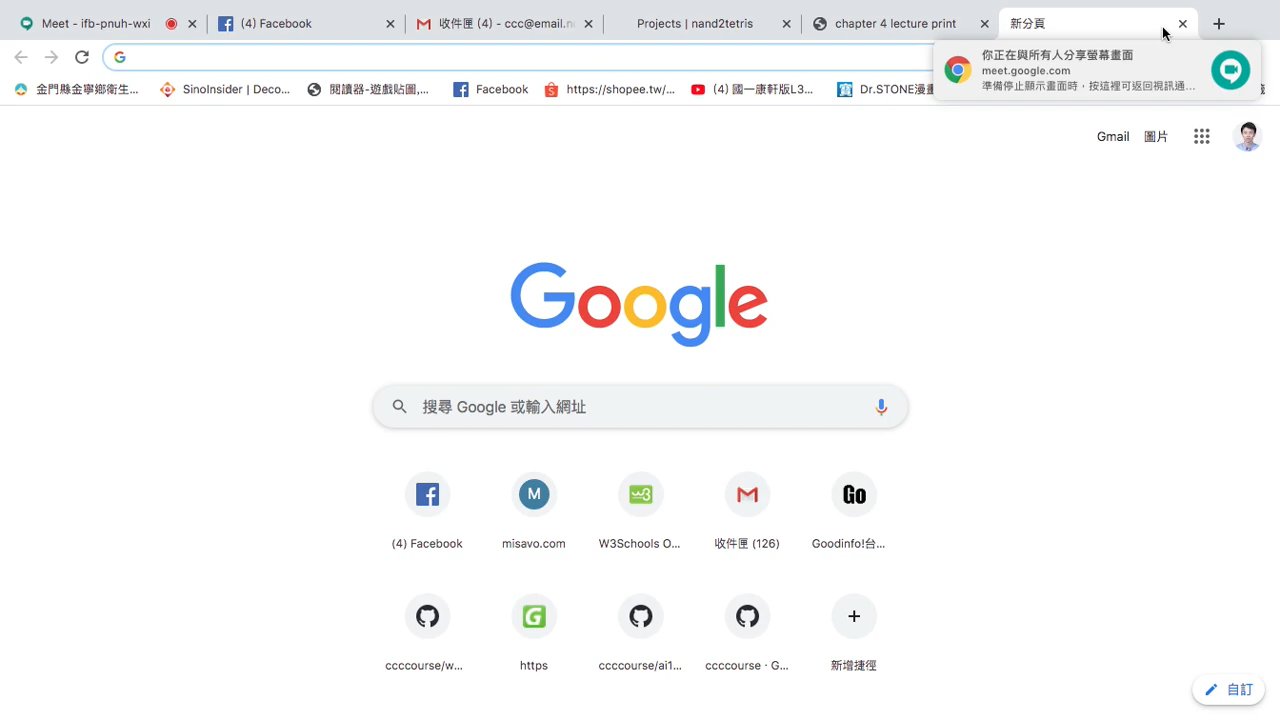 Meet - ifb-pnuh-wxi
(4) Facebook
收件匣 (4) - ccc@email.n
Projects | nand2tetris
chapter 4 lecture print
新分頁
你正在與所有人分享螢幕畫面
meet.google.com
準備停止顯示畫面時，按這裡可返回視訊通...
金門縣金寧鄉衛生...
SinoInsider | Deco...
閱讀器-遊戲貼圖,...
Facebook
https://shopee.tw/...
(4) 國一康軒版L3...
Dr.STONE漫畫
Gmail
圖片
Google
搜尋 Google 或輸入網址
(4) Facebook
M
misavo.com
W3Schools O...
收件匣 (126)
Go
Goodinfo!台...
ccccourse/w...
https
ccccourse/ai1...
ccccourse · G...
新增捷徑
自訂